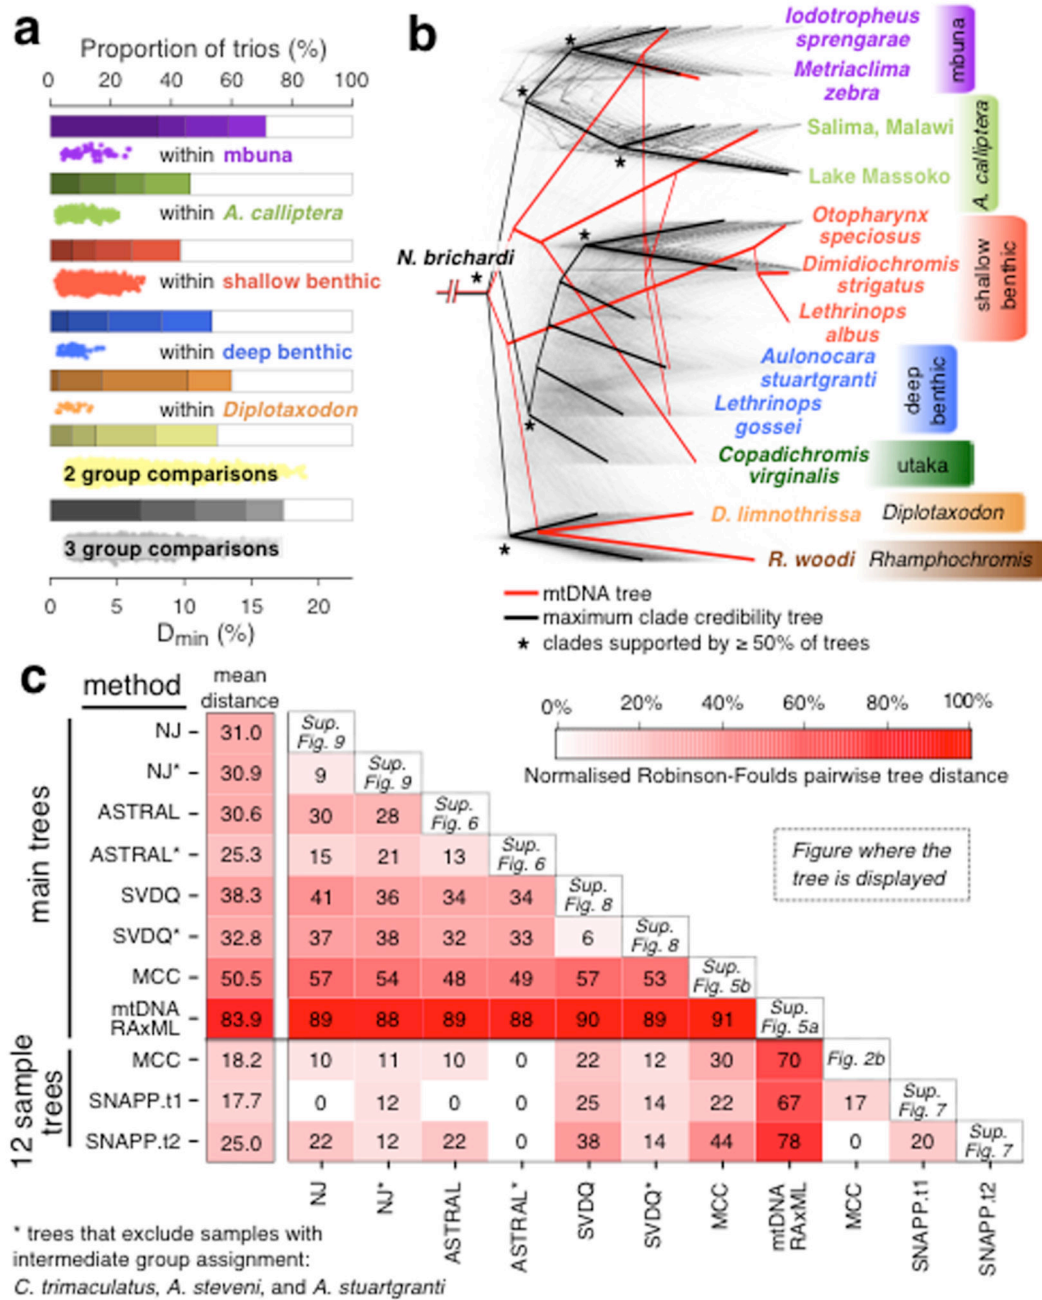 a
Proportion of trios (%)
0 20 40 60 80 100
within mbuna
within A. calliptera
within shallow benthic
within deep benthic
within Diplotaxodon
2 group comparisons
3 group comparisons
0 5 10 15 20
Dmin (%)
b
Iodotropheus
sprengarae
Metriaclima
zebra
mbuna
Salima, Malawi
Lake Massoko
A. calliptera
N. brichardi
Otopharynx
speciosus
Dimidiochromis
strigatus
Lethrinops
albus
shallow
benthic
Aulonocara
stuartgranti
Lethrinops
gossei
deep
benthic
Copadichromis
virginalis
utaka
D. limnothrissa
Diplotaxodon
R. woodi
Rhamphochromis
mtDNA tree
maximum clade credibility tree
* clades supported by ≥ 50% of trees
c
method
mean
distance
0% 20% 40% 60% 80% 100%
Normalised Robinson-Foulds pairwise tree distance
Figure where the
tree is displayed
main trees
NJ 31.0 Sup. Fig. 9
NJ* 30.9 9 Sup. Fig. 9
ASTRAL 30.6 30 28 Sup. Fig. 6
ASTRAL* 25.3 15 21 13 Sup. Fig. 6
SVDQ 38.3 41 36 34 34 Sup. Fig. 8
SVDQ* 32.8 37 38 32 33 6 Sup. Fig. 8
MCC 50.5 57 54 48 49 57 53 Sup. Fig. 5b
mtDNA RAxML 83.9 89 88 89 88 90 89 91 Sup. Fig. 5a
12 sample
trees
MCC 18.2 10 11 10 0 22 12 30 70 Fig. 2b
SNAPP.t1 17.7 0 12 0 0 25 14 22 67 17 Sup. Fig. 7
SNAPP.t2 25.0 22 12 22 0 38 14 44 78 0 20 Sup. Fig. 7
NJ NJ* ASTRAL ASTRAL* SVDQ SVDQ* MCC mtDNA RAxML MCC SNAPP.t1 SNAPP.t2
* trees that exclude samples with
intermediate group assignment:
C. trimaculatus, A. steveni, and A. stuartgranti